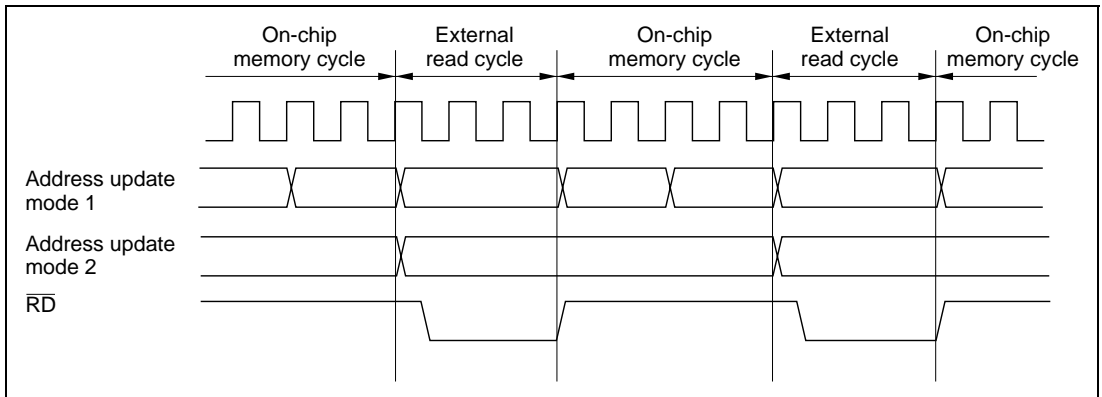 On-chip
memory cycle
External
read cycle
On-chip
memory cycle
External
read cycle
On-chip
memory cycle
Address update
mode 1
Address update
mode 2
R̅D̅